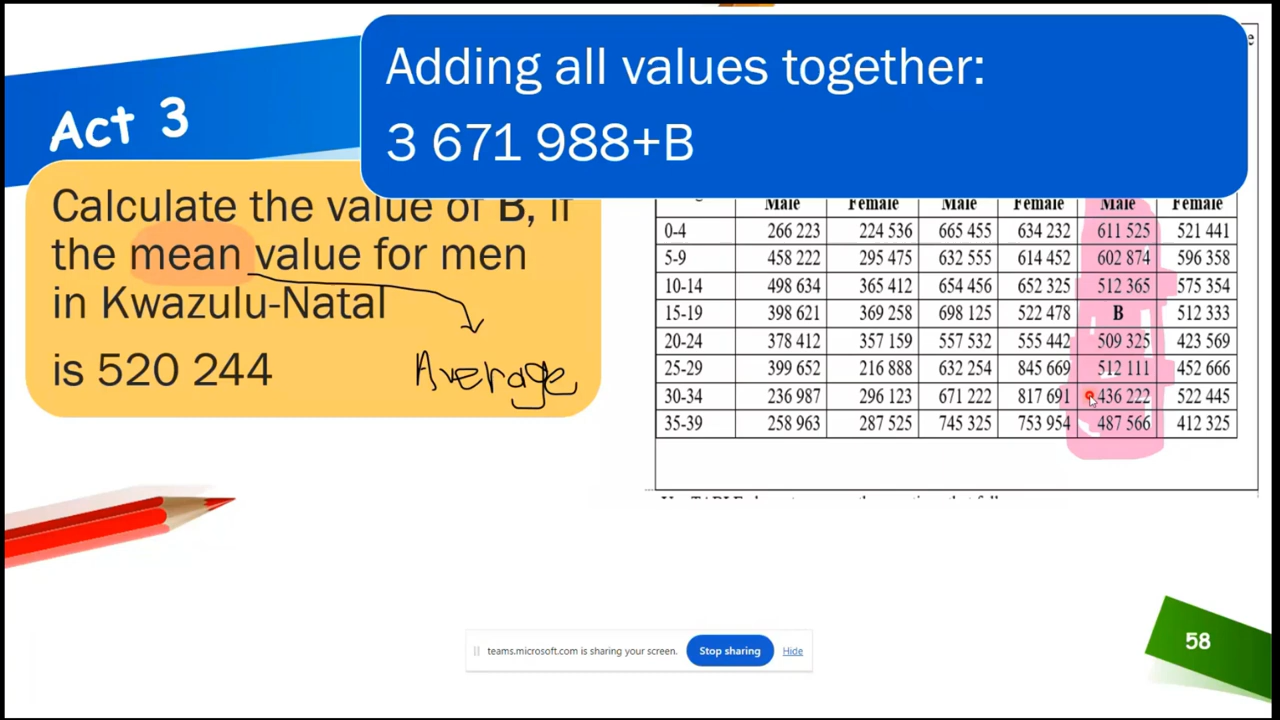 Adding all values together:
3 671 988+B
Act 3
Calculate the value of B, if
the mean value for men
in Kwazulu-Natal
is 520 244
Average
Male Female Male Female Male Female
0-4 266 223 224 536 665 455 634 232 611 525 521 441
5-9 458 222 295 475 632 555 614 452 602 874 596 358
10-14 498 634 365 412 654 456 652 325 512 365 575 354
15-19 398 621 369 258 698 125 522 478 B 512 333
20-24 378 412 357 159 557 532 555 442 509 325 423 569
25-29 399 652 216 888 632 254 845 669 512 111 452 666
30-34 236 987 296 123 671 222 817 691 436 222 522 445
35-39 258 963 287 525 745 325 753 954 487 566 412 325
teams.microsoft.com is sharing your screen. Stop sharing Hide
58